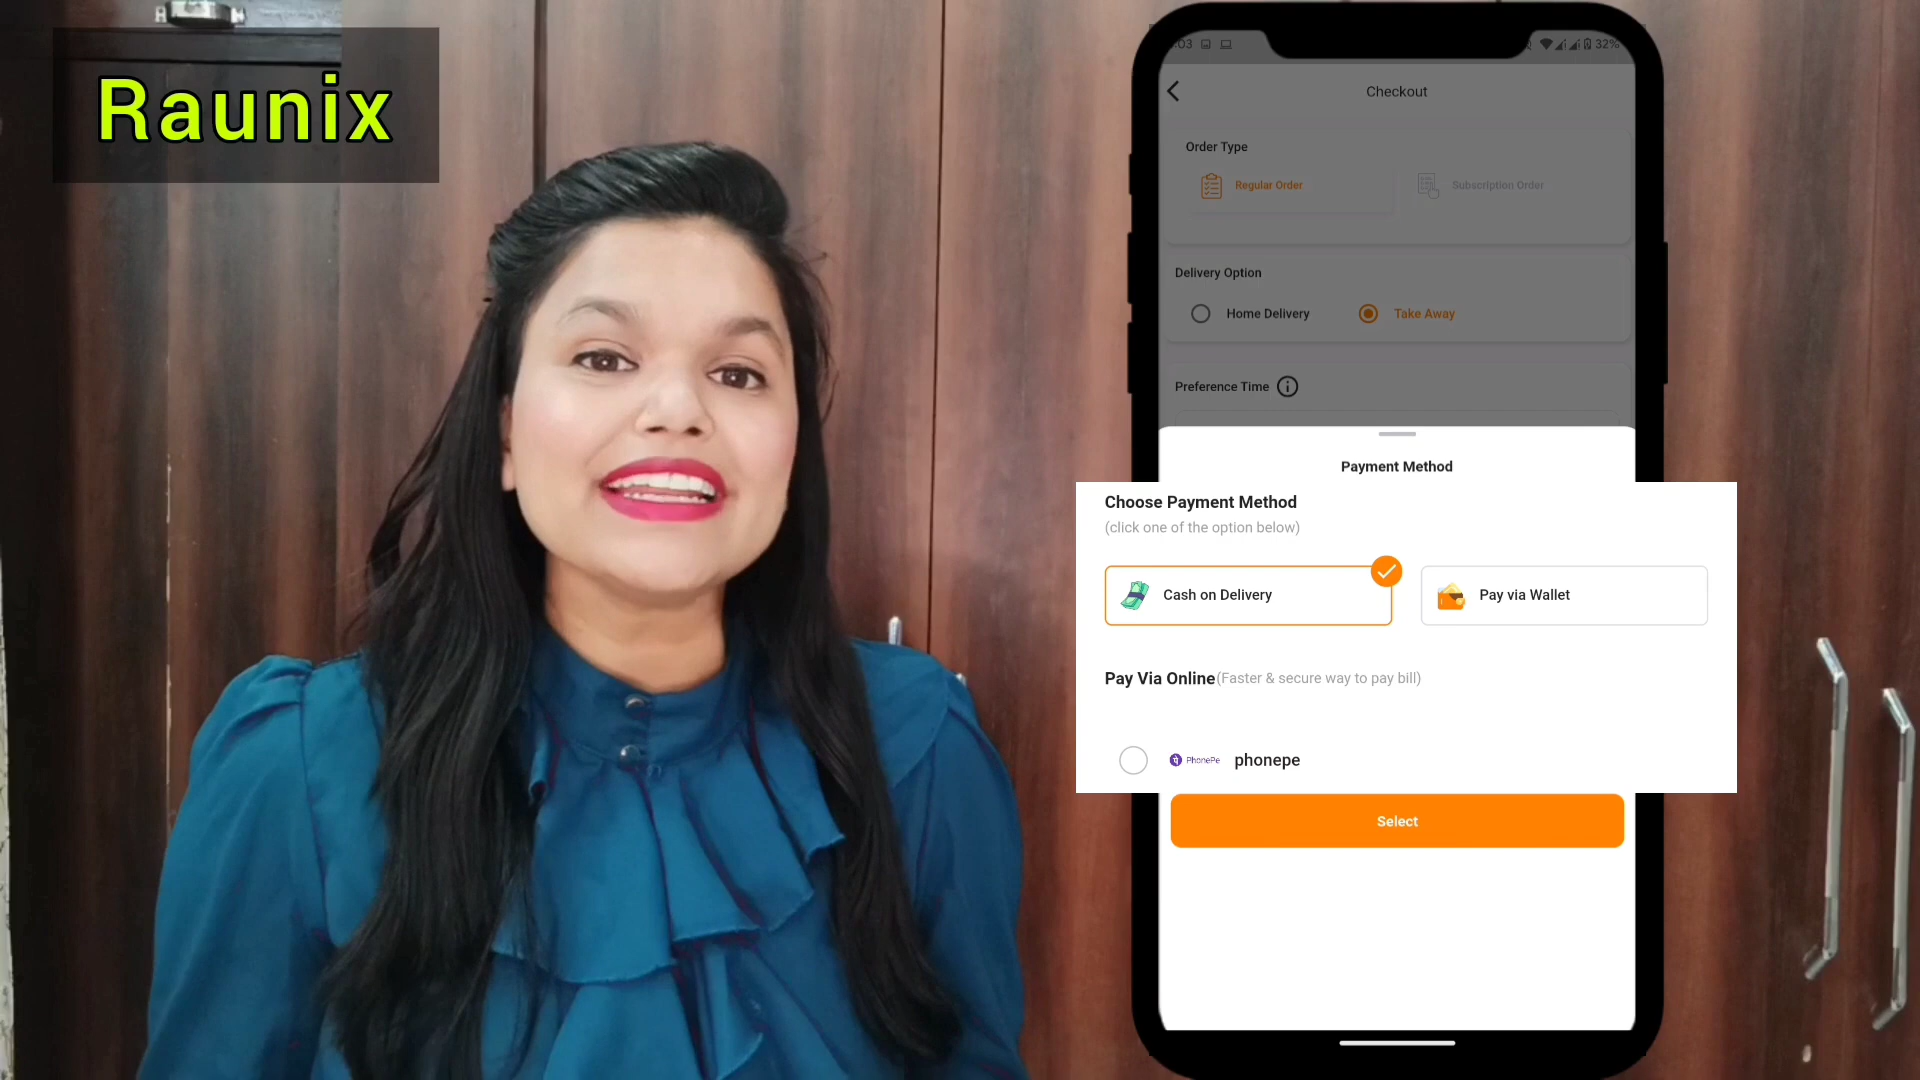 Raunix
:03
32%
Checkout
Order Type
Regular Order
Subscription Order
Delivery Option
Home Delivery
Take Away
Preference Time
Payment Method
Choose Payment Method
(click one of the option below)
Cash on Delivery
Pay via Wallet
Pay Via Online(Faster & secure way to pay bill)
PhonePe phonepe
Select